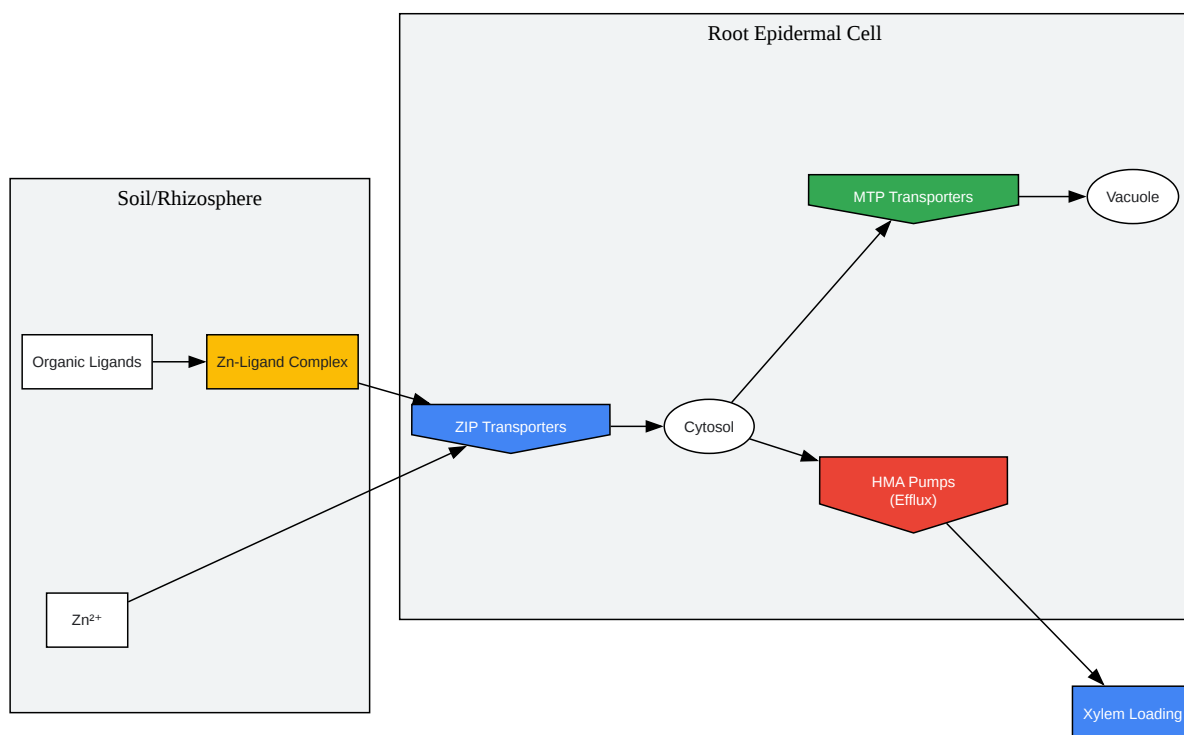 Root Epidermal Cell
Soil/Rhizosphere
MTP Transporters
Vacuole
Organic Ligands
Zn-Ligand Complex
ZIP Transporters
Cytosol
HMA Pumps
(Efflux)
Zn²⁺
Xylem Loading